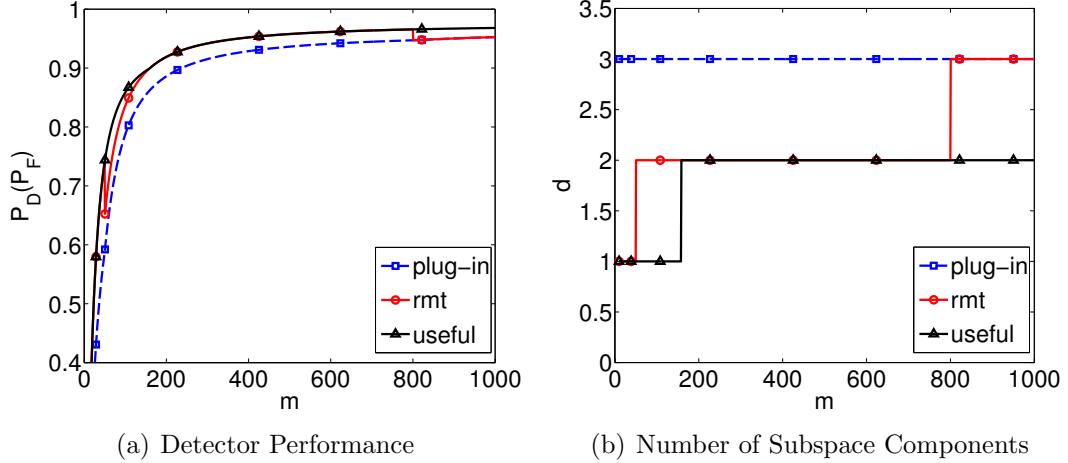 1
0.9
0.8
0.7
0.6
0.5
0.4
P_D(P_F)
0 200 400 600 800 1000
m
plug-in
rmt
useful
(a) Detector Performance
3.5
3
2.5
2
1.5
1
0.5
0
d
0 200 400 600 800 1000
m
plug-in
rmt
useful
(b) Number of Subspace Components